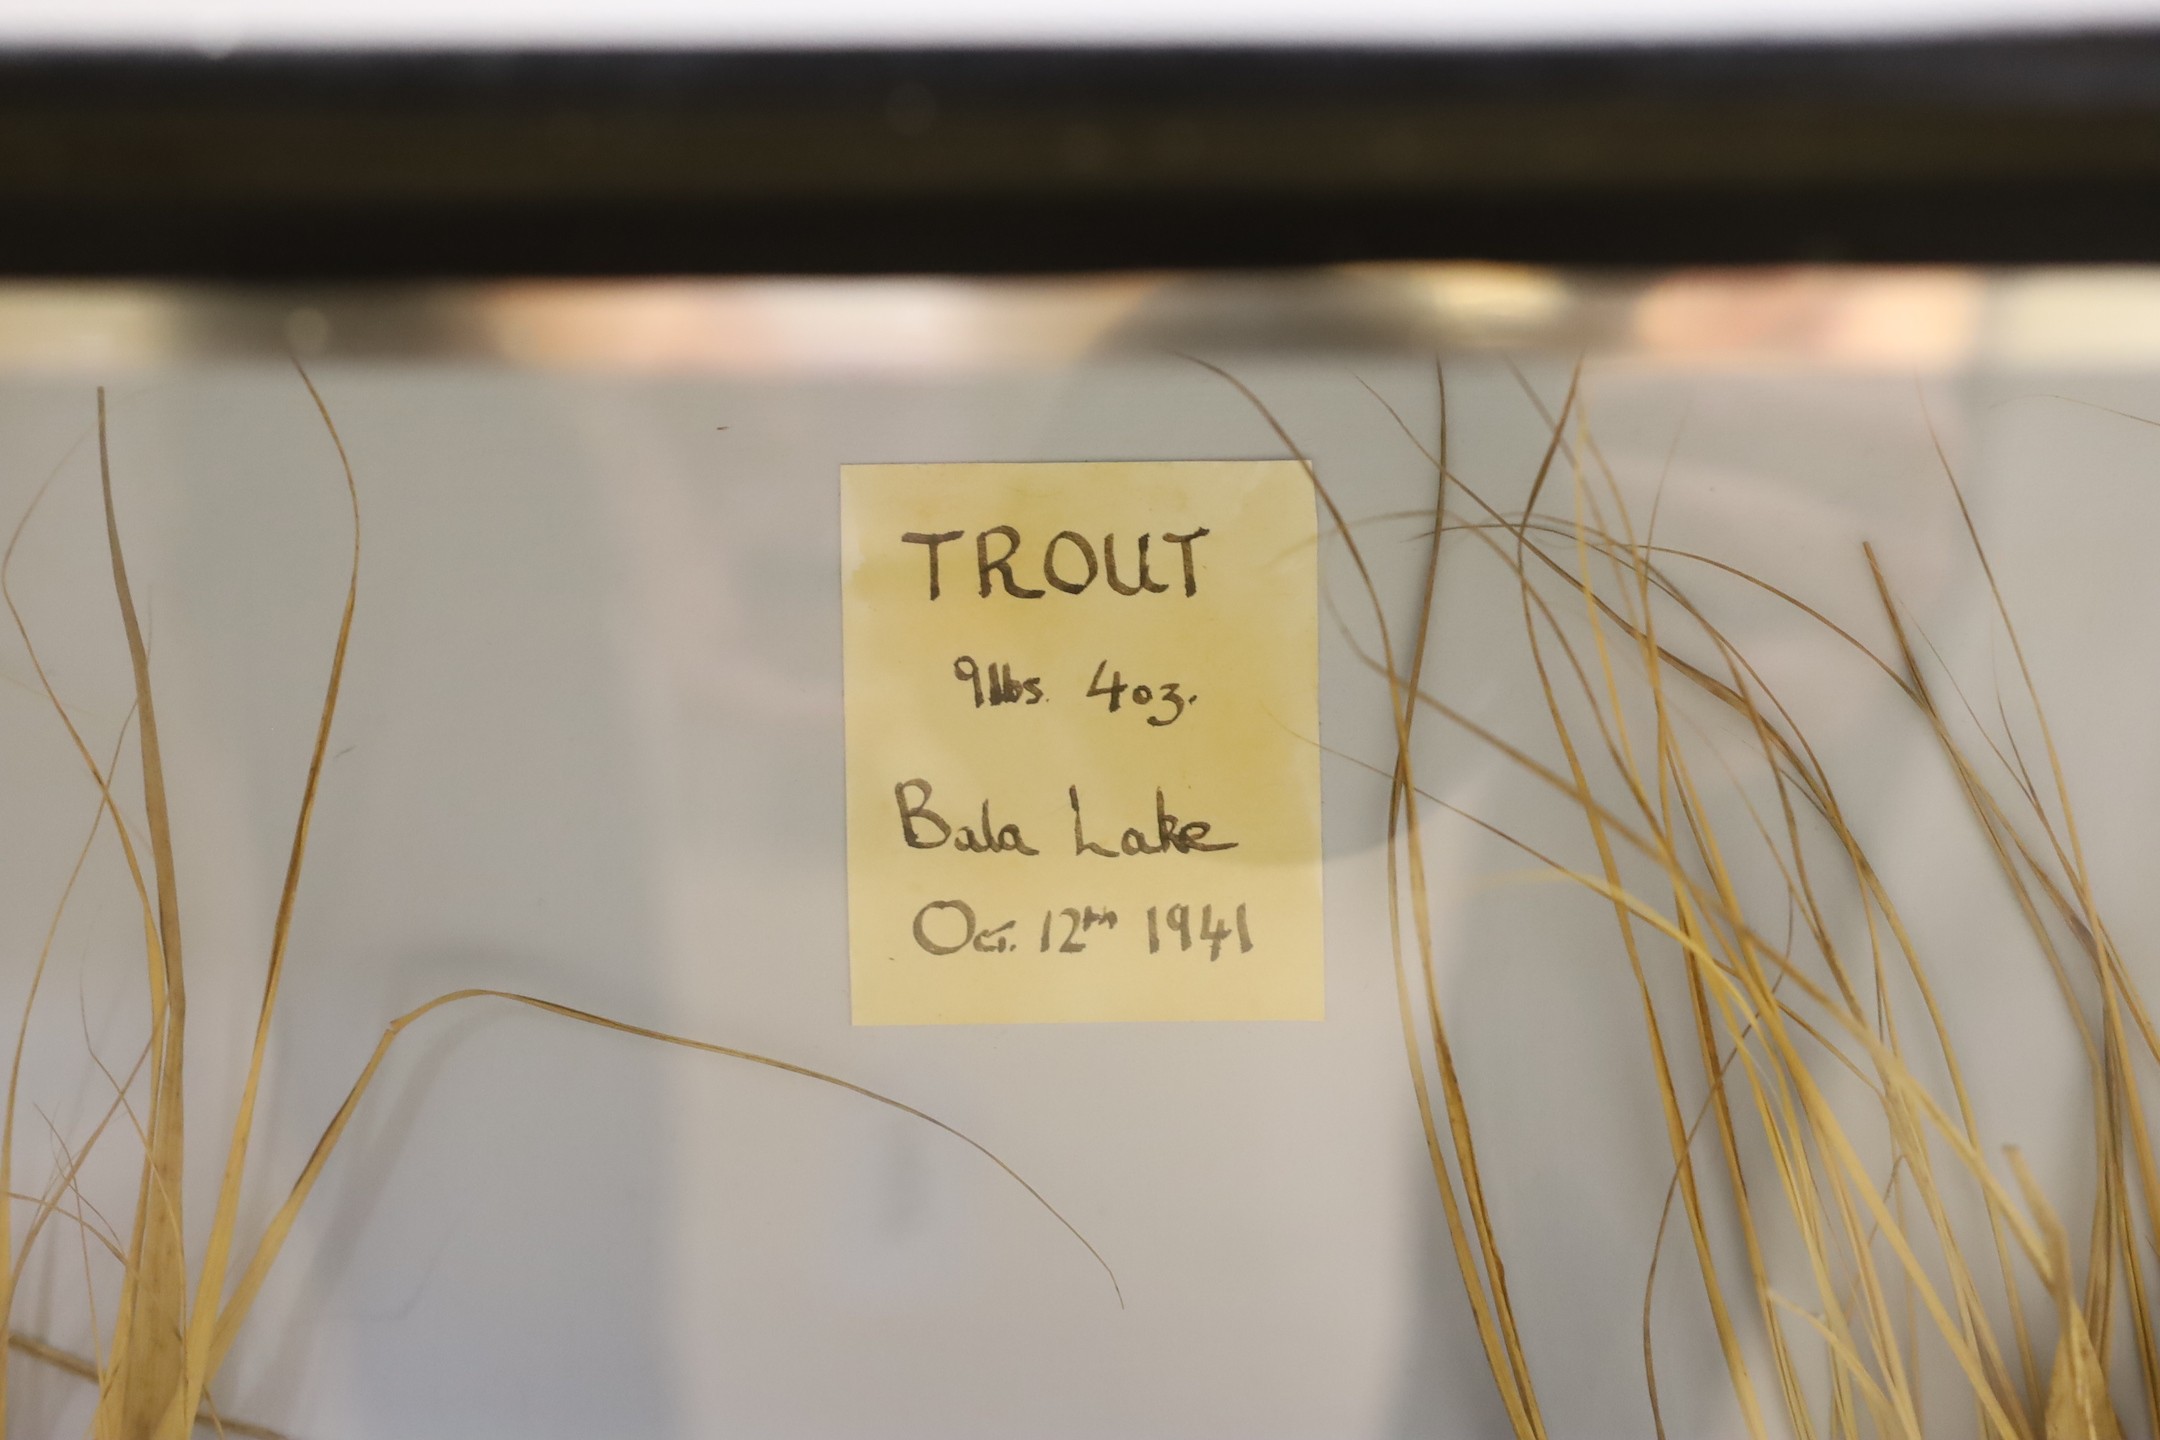 TROUT
9lbs. 4oz.
Bala Lake
Oct. 12th 1941